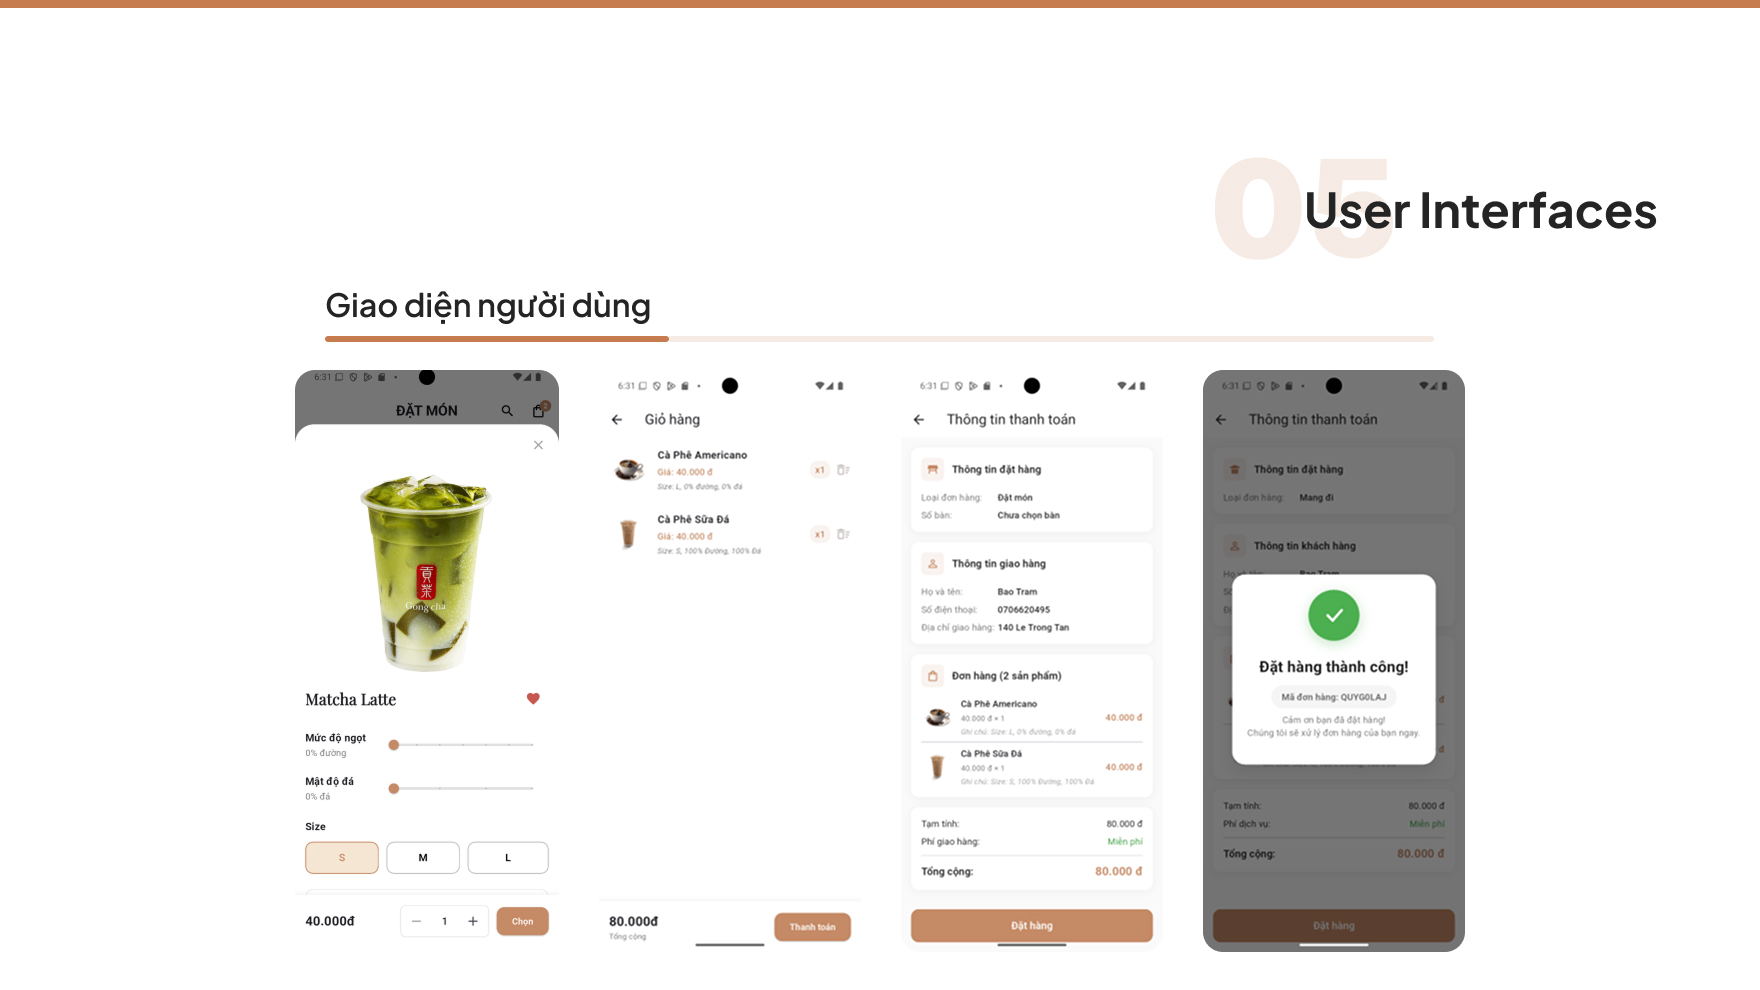 05
User Interfaces
Giao diện người dùng
6:31
ĐẶT MÓN
2
貢茶
Gong cha
Matcha Latte
Mức độ ngọt
0% đường
Mật độ đá
0% đá
Size
S M L
40.000đ
1
Chọn
6:31
Giỏ hàng
Cà Phê Americano
Giá: 40.000 đ
Size: L, 0% đường, 0% đá
x1
Cà Phê Sữa Đá
Giá: 40.000 đ
Size: S, 100% Đường, 100% Đá
x1
80.000đ
Tổng cộng
Thanh toán
6:31
Thông tin thanh toán
Thông tin đặt hàng
Loại đơn hàng: Đặt món
Số bàn: Chưa chọn bàn
Thông tin giao hàng
Họ và tên: Bao Tram
Số điện thoại: 0706620495
Địa chỉ giao hàng: 140 Le Trong Tan
Đơn hàng (2 sản phẩm)
Cà Phê Americano
40.000 đ × 1 40.000 đ
Ghi chú: Size: L, 0% đường, 0% đá
Cà Phê Sữa Đá
40.000 đ × 1 40.000 đ
Ghi chú: Size: S, 100% Đường, 100% Đá
Tạm tính: 80.000 đ
Phí giao hàng: Miễn phí
Tổng cộng: 80.000 đ
Đặt hàng
6:31
Thông tin thanh toán
Thông tin đặt hàng
Loại đơn hàng: Mang đi
Thông tin khách hàng
Bao Tram
Đặt hàng thành công!
Mã đơn hàng: QUYG0LAJ
Cảm ơn bạn đã đặt hàng!
Chúng tôi sẽ xử lý đơn hàng của bạn ngay.
đ
đ
Tạm tính: 80.000 đ
Phí dịch vụ: Miễn phí
Tổng cộng: 80.000 đ
Đặt hàng